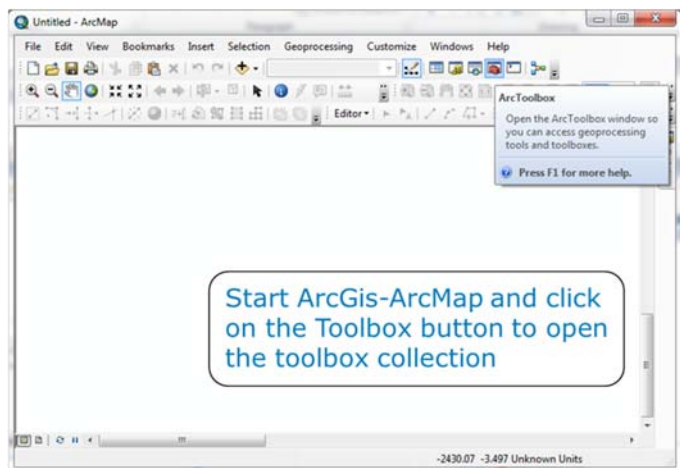 Untitled - ArcMap
File Edit View Bookmarks Insert Selection Geoprocessing Customize Windows Help
ArcToolbox
Editor
Open the ArcToolbox window so
you can access geoprocessing
tools and toolboxes.
Press F1 for more help.
Start ArcGis-ArcMap and click
on the Toolbox button to open
the toolbox collection
-2430.07 -3.497 Unknown Units